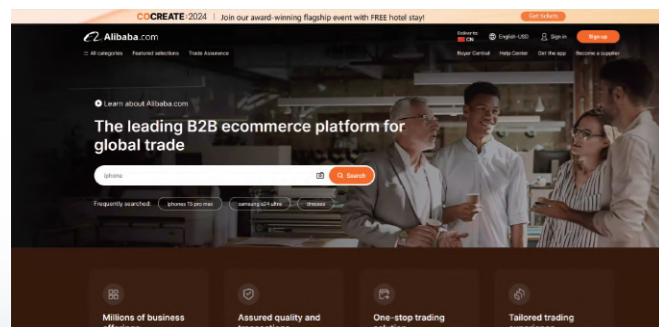 COCREATE 2024 | Join our award-winning flagship event with FREE hotel stay! Get tickets
Alibaba.com
Deliver to: CN English-USD Sign in Sign up
All categories Featured selections Trade Assurance Buyer Central Help Center Get the app Become a supplier
Learn about Alibaba.com
The leading B2B ecommerce platform for
global trade
iphone Search
Frequently searched: iphones 15 pro max samsung s24 ultra dresses
Millions of business Assured quality and One-stop trading Tailored trading